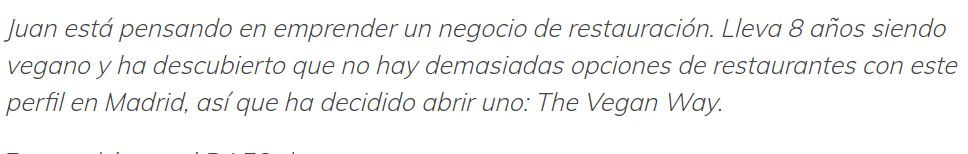 Juan está pensando en emprender un negocio de restauración. Lleva 8 años siendo
vegano y ha descubierto que no hay demasiadas opciones de restaurantes con este
perfil en Madrid, así que ha decidido abrir uno: The Vegan Way.